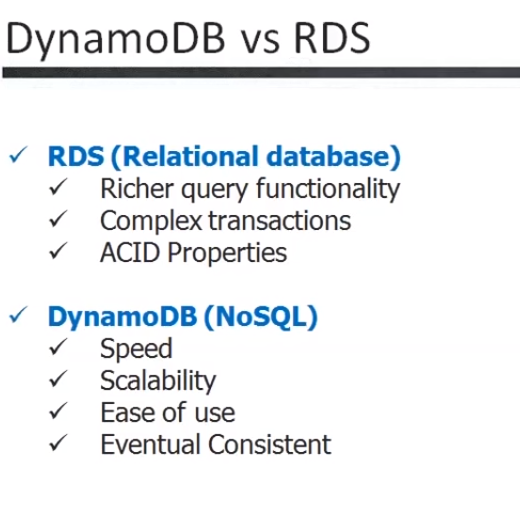 DynamoDB vs RDS
✓ RDS (Relational database)
✓ Richer query functionality
✓ Complex transactions
✓ ACID Properties
✓ DynamoDB (NoSQL)
✓ Speed
✓ Scalability
✓ Ease of use
✓ Eventual Consistent